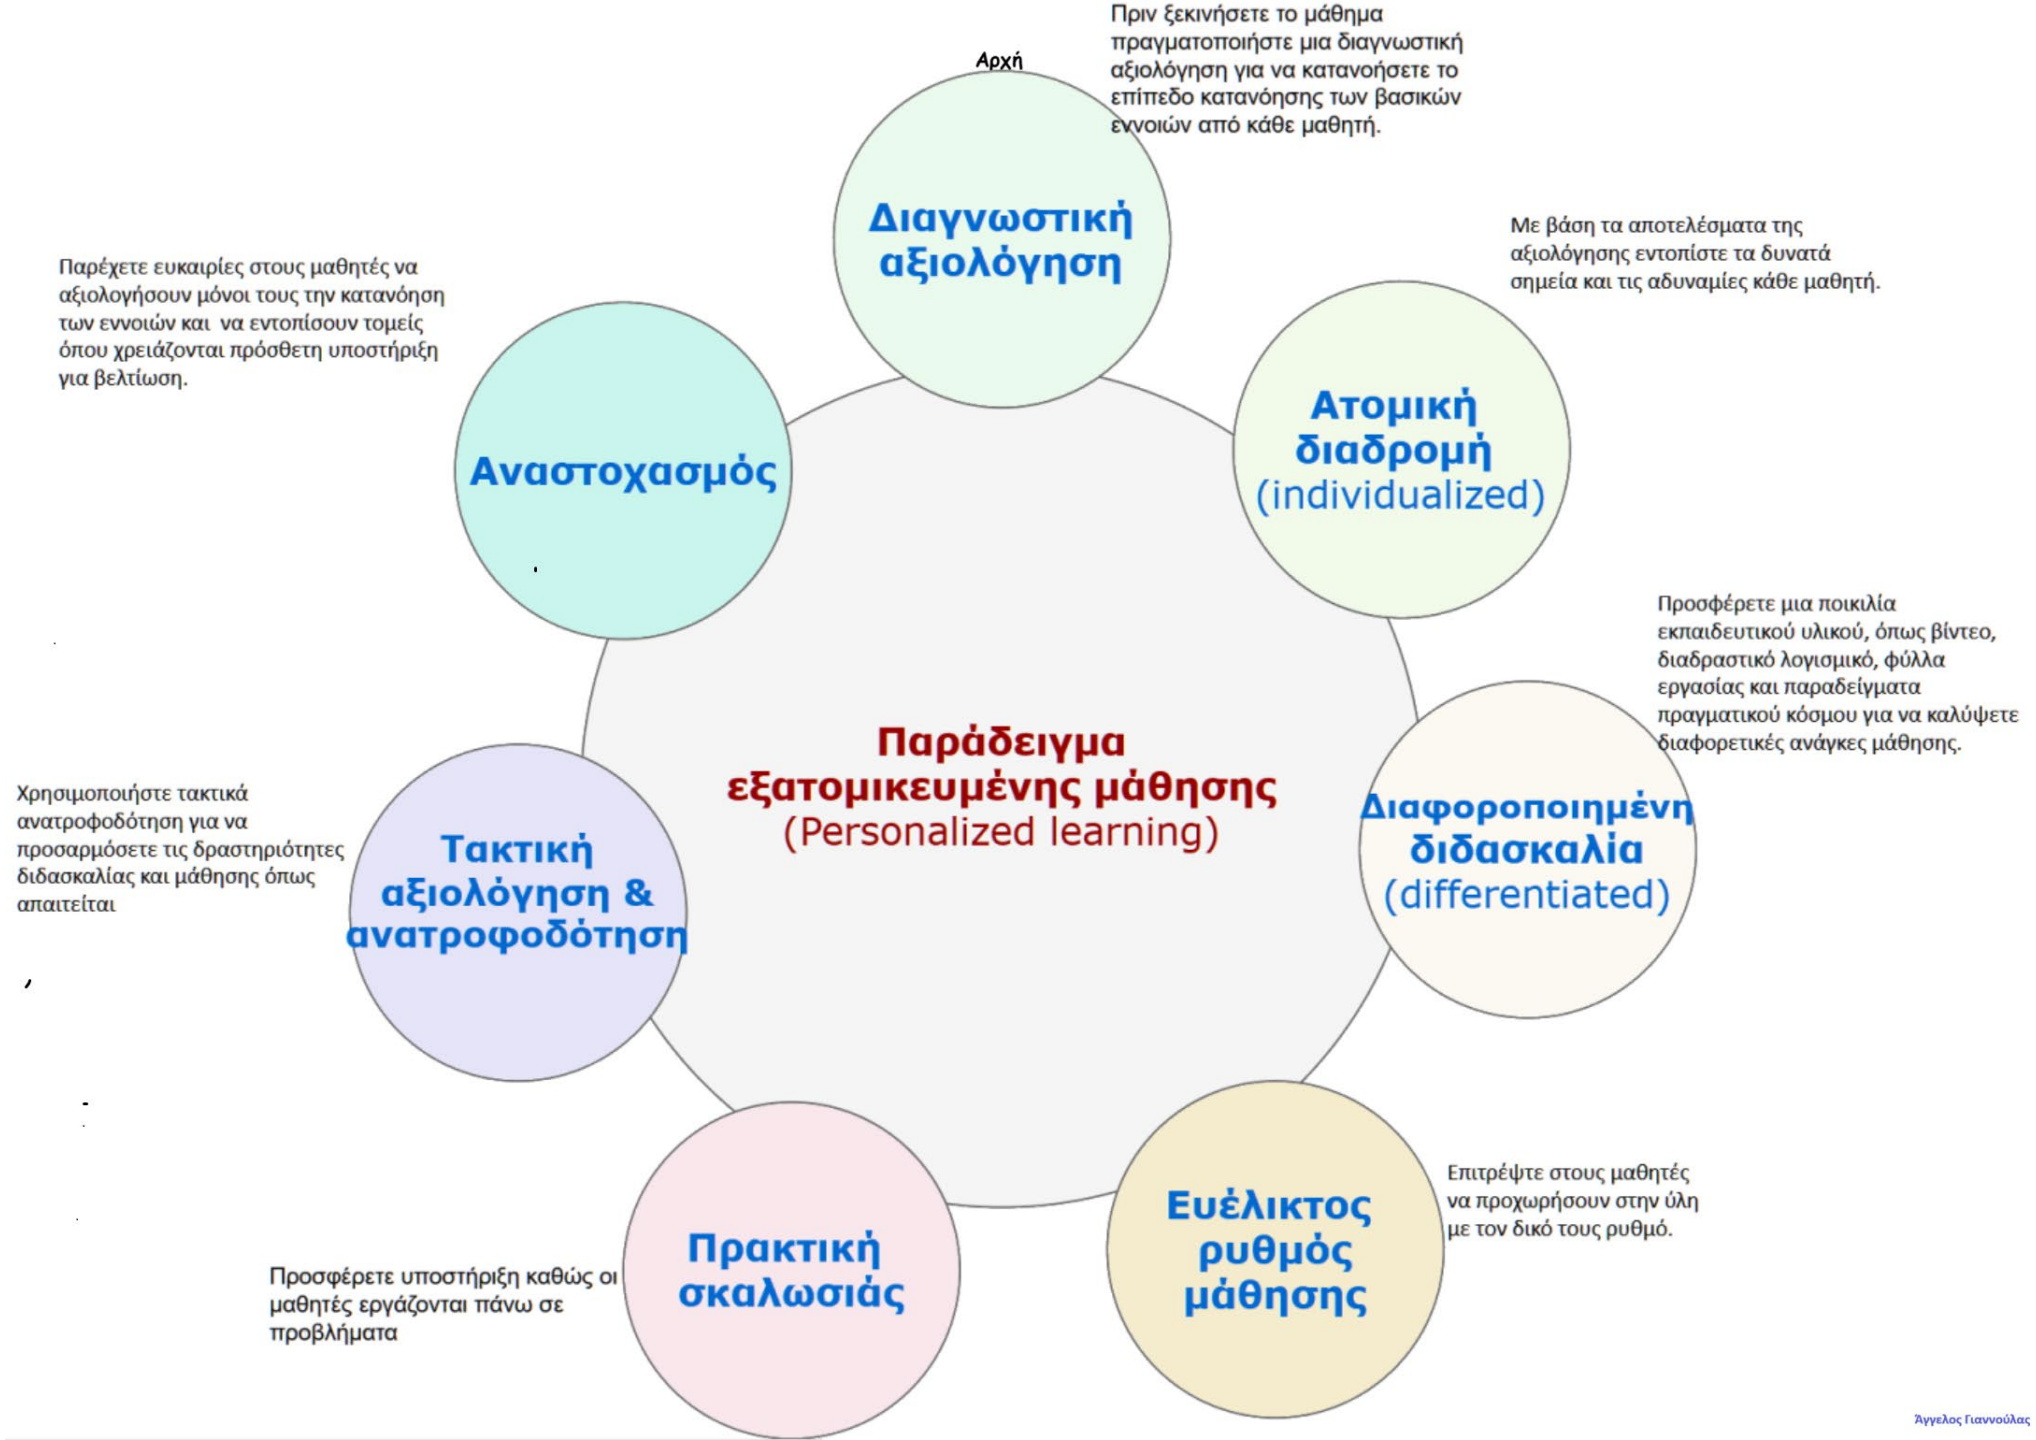 Αρχή
Πριν ξεκινήσετε το μάθημα
πραγματοποιήστε μια διαγνωστική
αξιολόγηση για να κατανοήσετε το
επίπεδο κατανόησης των βασικών
εννοιών από κάθε μαθητή.
Διαγνωστική
αξιολόγηση
Με βάση τα αποτελέσματα της
αξιολόγησης εντοπίστε τα δυνατά
σημεία και τις αδυναμίες κάθε μαθητή.
Ατομική
διαδρομή
(individualized)
Προσφέρετε μια ποικιλία
εκπαιδευτικού υλικού, όπως βίντεο,
διαδραστικό λογισμικό, φύλλα
εργασίας και παραδείγματα
πραγματικού κόσμου για να καλύψετε
διαφορετικές ανάγκες μάθησης.
Διαφοροποιημένη
διδασκαλία
(differentiated)
Επιτρέψτε στους μαθητές
να προχωρήσουν στην ύλη
με τον δικό τους ρυθμό.
Ευέλικτος
ρυθμός
μάθησης
Πρακτική
σκαλωσιάς
Προσφέρετε υποστήριξη καθώς οι
μαθητές εργάζονται πάνω σε
προβλήματα
Τακτική
αξιολόγηση &
ανατροφοδότηση
Χρησιμοποιήστε τακτικά
ανατροφοδότηση για να
προσαρμόσετε τις δραστηριότητες
διδασκαλίας και μάθησης όπως
απαιτείται
Αναστοχασμός
Παρέχετε ευκαιρίες στους μαθητές να
αξιολογήσουν μόνοι τους την κατανόηση
των εννοιών και  να εντοπίσουν τομείς
όπου χρειάζονται πρόσθετη υποστήριξη
για βελτίωση.
Παράδειγμα
εξατομικευμένης μάθησης
(Personalized learning)
Άγγελος Γιαννούλας